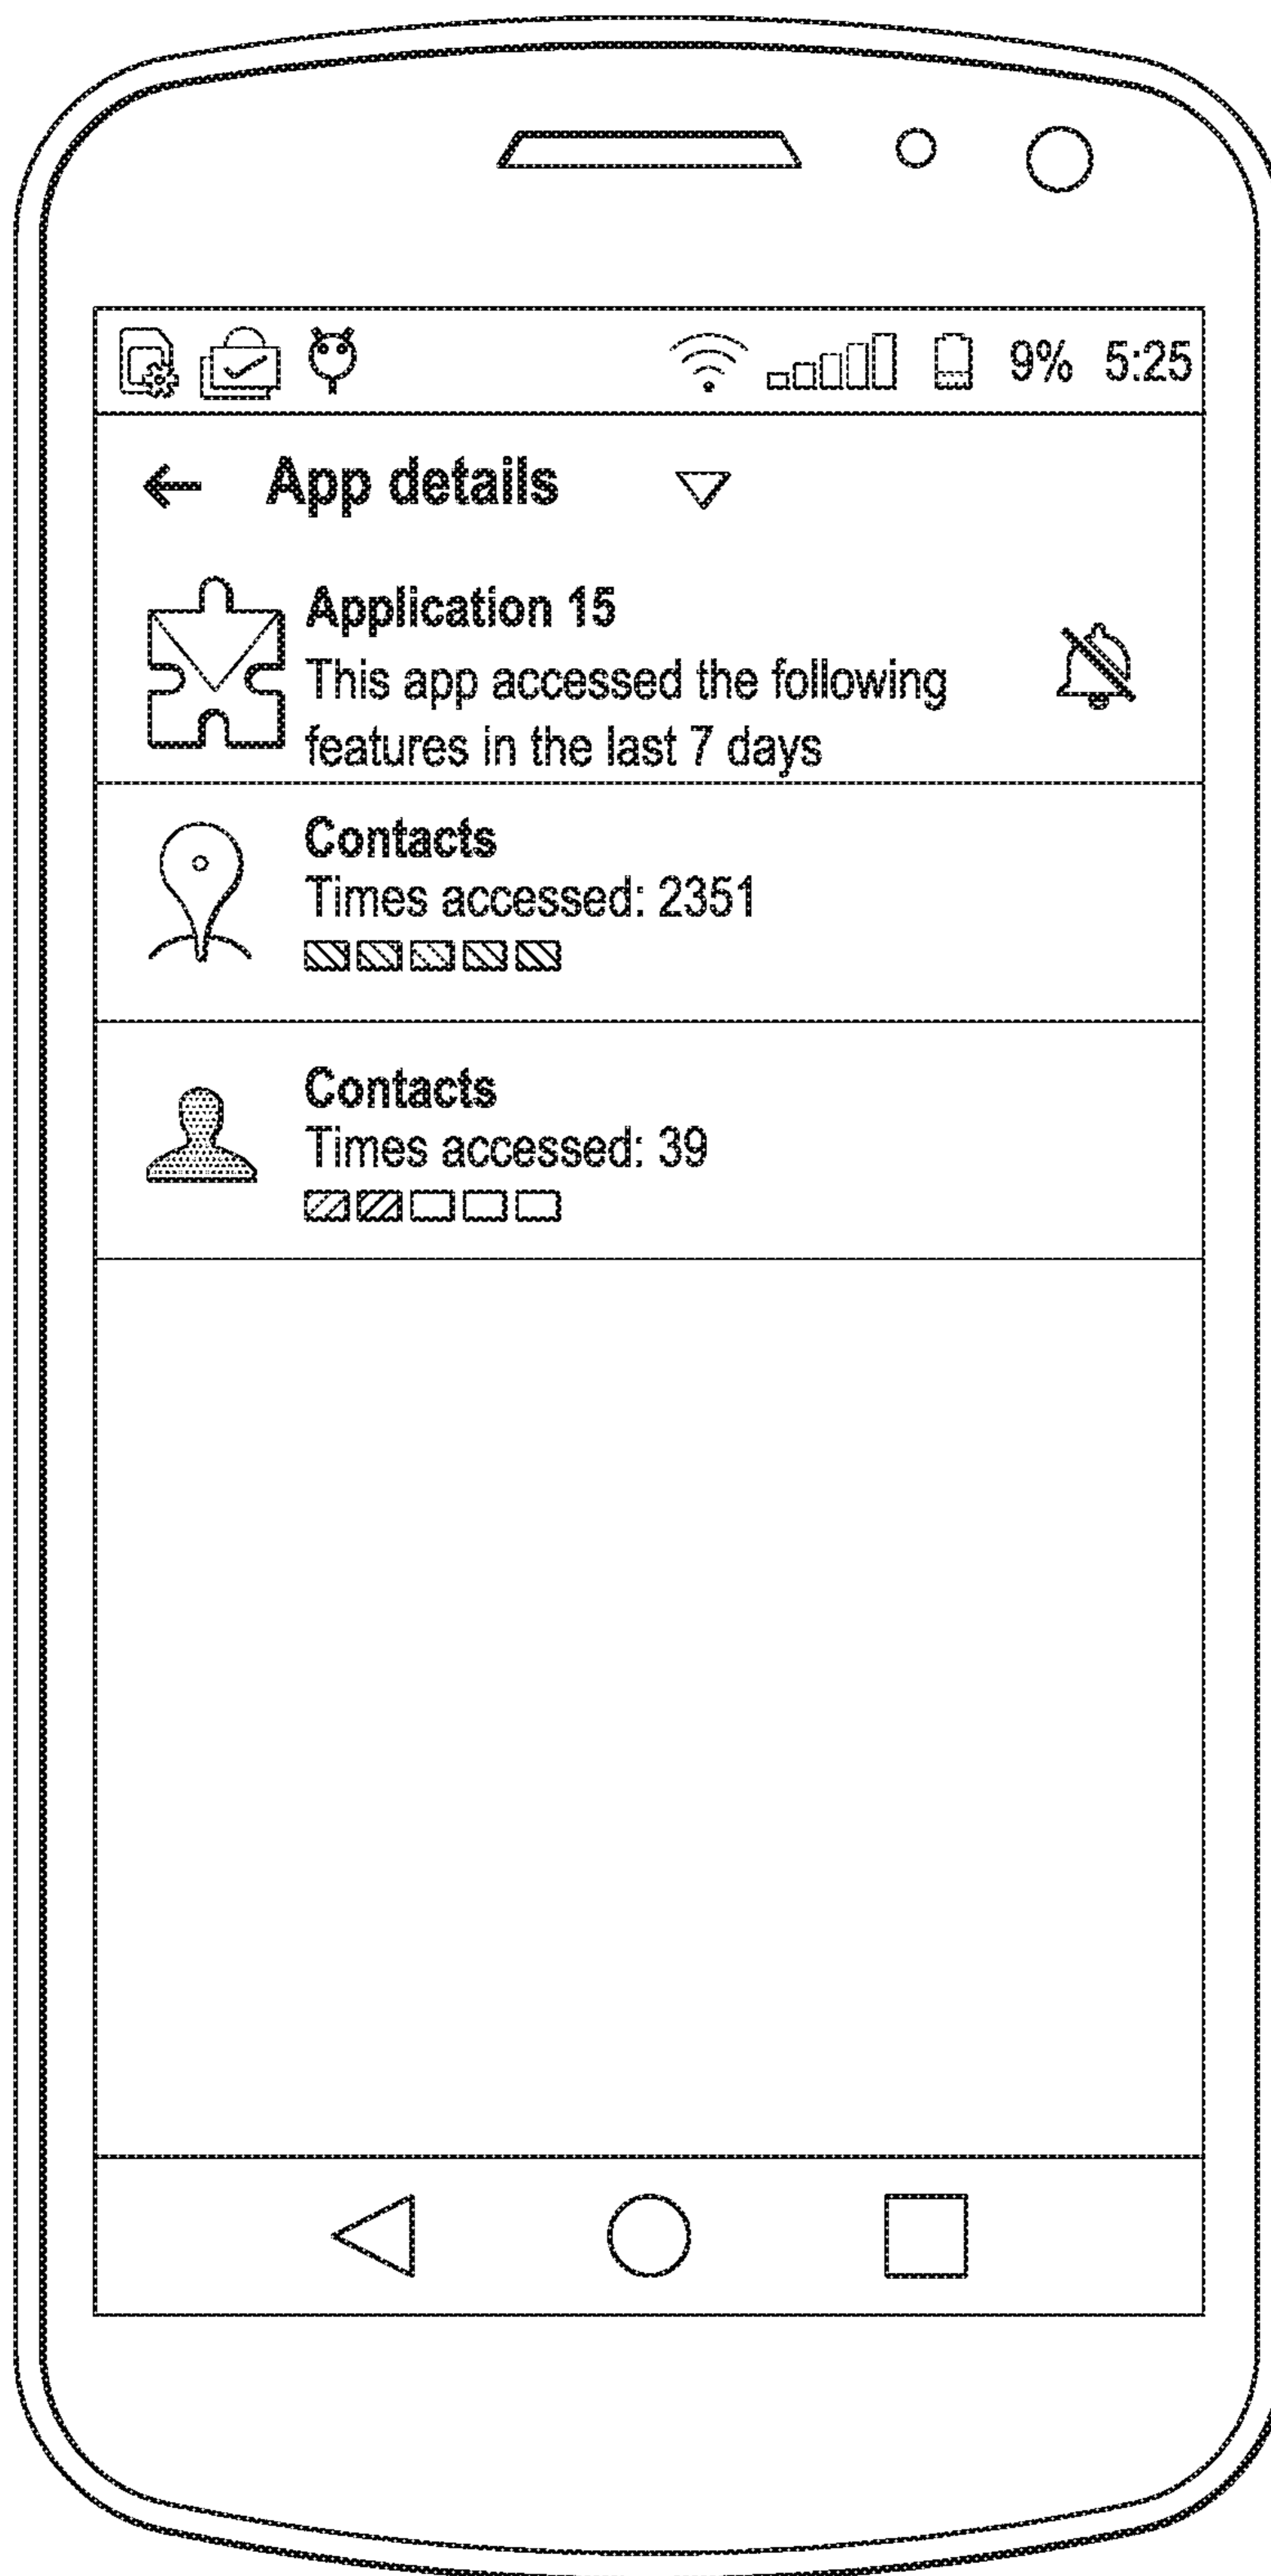 9% 5:25
App details
Application 15
This app accessed the following
features in the last 7 days
Contacts
Times accessed: 2351
Contacts
Times accessed: 39